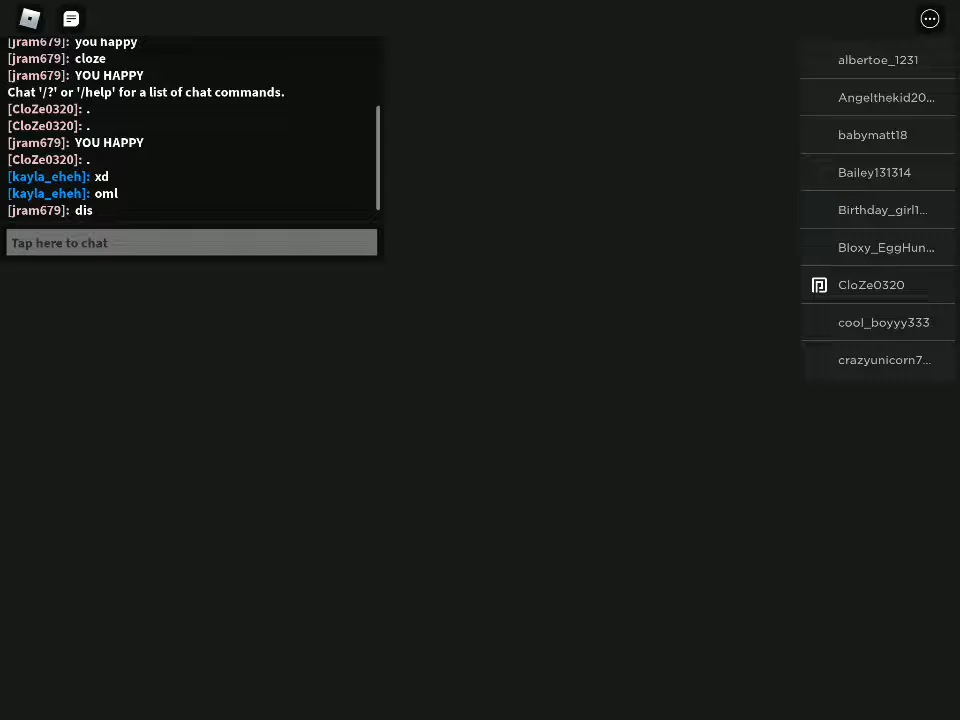 [jram679]: you happy
[jram679]: cloze
[jram679]: YOU HAPPY
Chat '/?' or '/help' for a list of chat commands.
[CloZe0320]: .
[CloZe0320]: .
[jram679]: YOU HAPPY
[CloZe0320]: .
[kayla_eheh]: xd
[kayla_eheh]: oml
[jram679]: dis
Tap here to chat
albertoe_1231
Angelthekid20...
babymatt18
Bailey131314
Birthday_girl1...
Bloxy_EggHun...
CloZe0320
cool_boyyy333
crazyunicorn7...